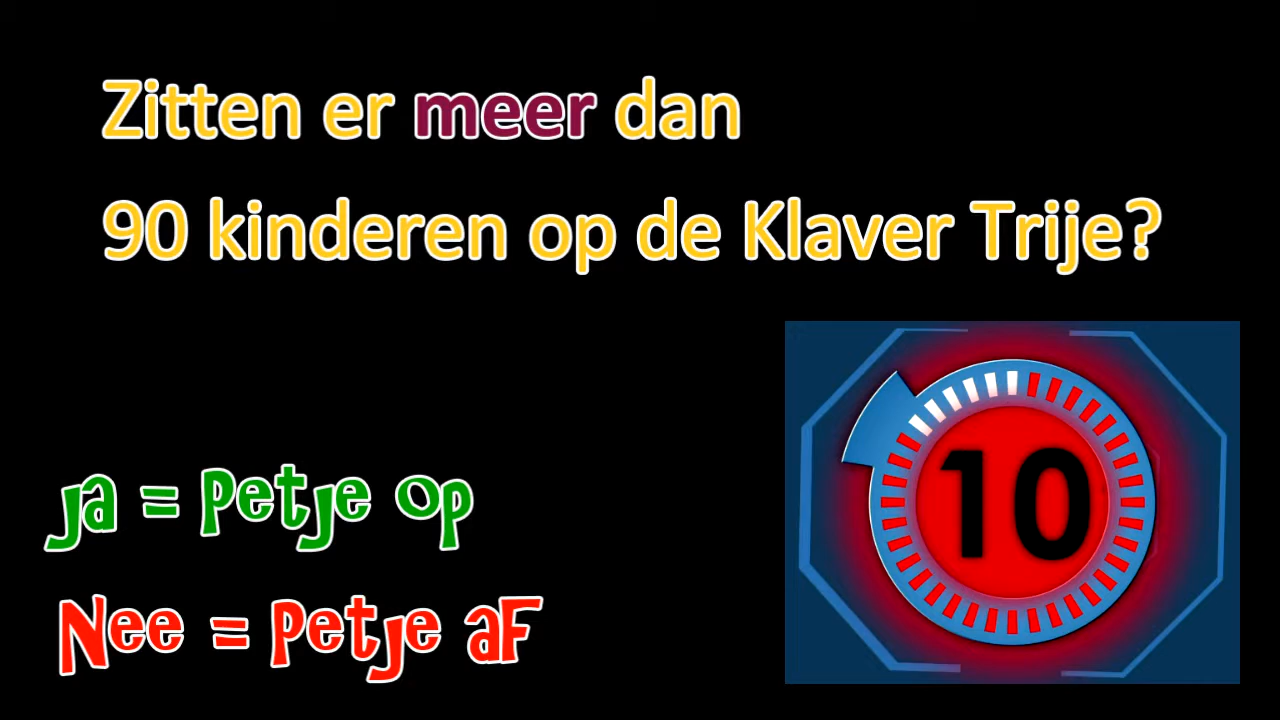 Zitten er meer dan
90 kinderen op de Klaver Trije?
10
Ja = Petje op
Nee = Petje af